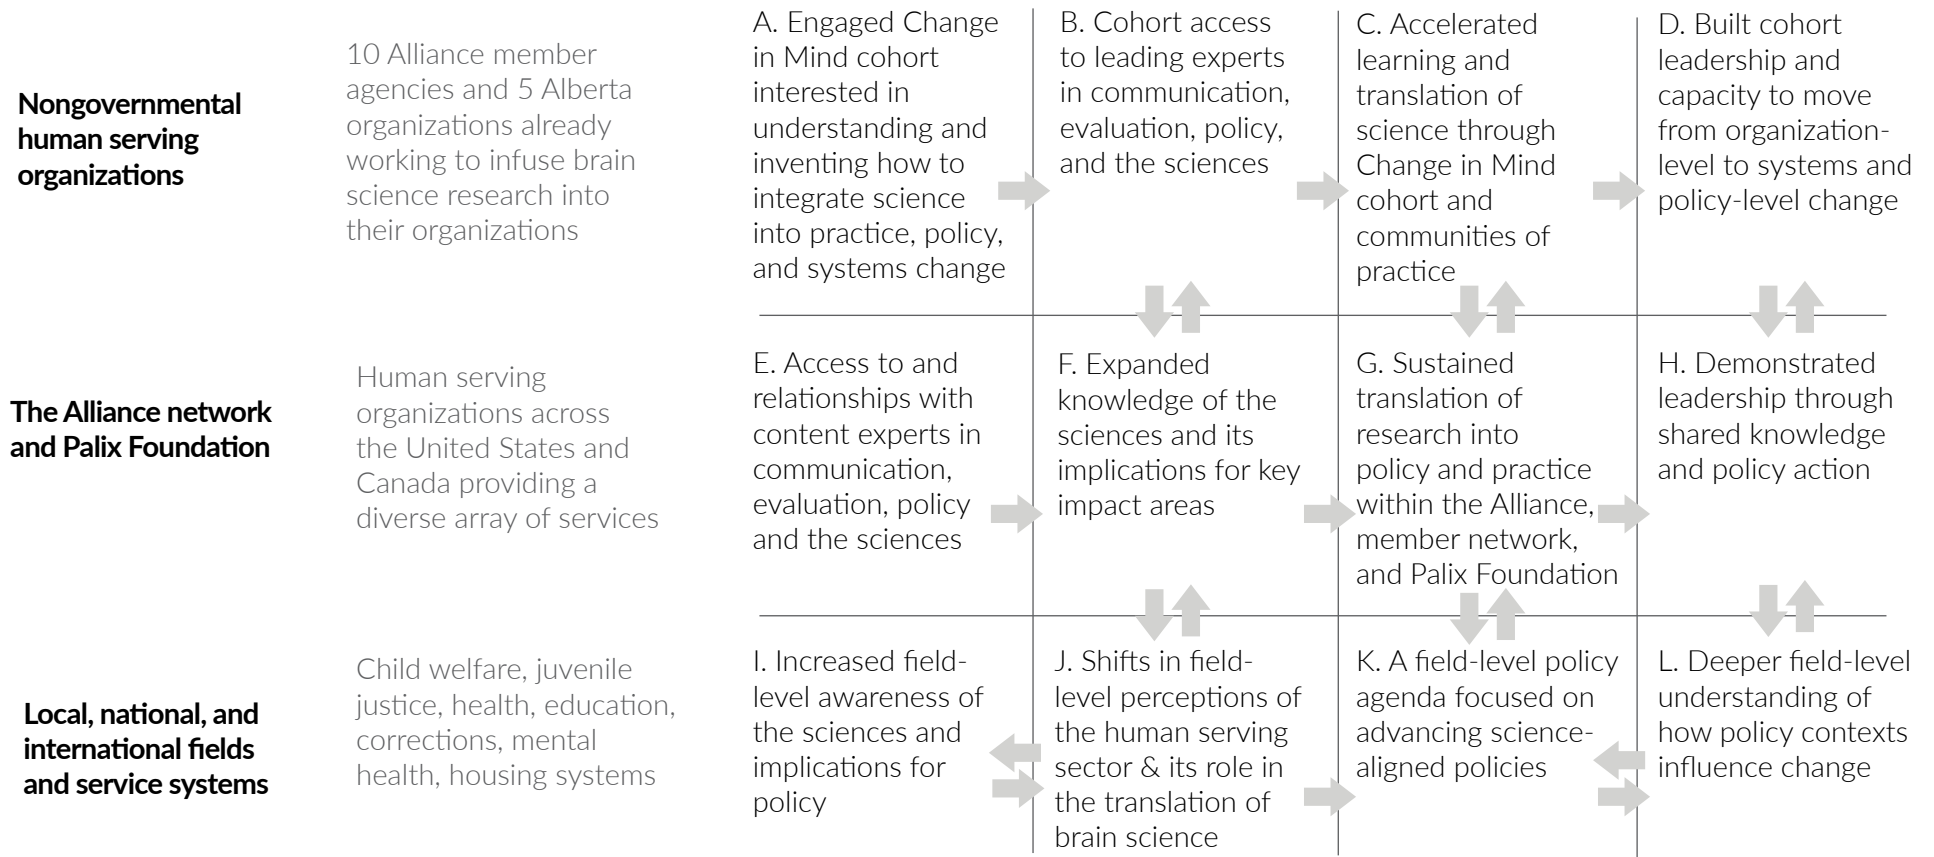 Nongovernmental
human serving
organizations
10 Alliance member
agencies and 5 Alberta
organizations already
working to infuse brain
science research into
their organizations
A. Engaged Change
in Mind cohort
interested in
understanding and
inventing how to
integrate science
into practice, policy,
and systems change
B. Cohort access
to leading experts
in communication,
evaluation, policy,
and the sciences
C. Accelerated
learning and
translation of
science through
Change in Mind
cohort and
communities of
practice
D. Built cohort
leadership and
capacity to move
from organization-
level to systems and
policy-level change
The Alliance network
and Palix Foundation
Human serving
organizations across
the United States and
Canada providing a
diverse array of services
E. Access to and
relationships with
content experts in
communication,
evaluation, policy
and the sciences
F. Expanded
knowledge of the
sciences and its
implications for key
impact areas
G. Sustained
translation of
research into
policy and practice
within the Alliance,
member network,
and Palix Foundation
H. Demonstrated
leadership through
shared knowledge
and policy action
Local, national, and
international fields
and service systems
Child welfare, juvenile
justice, health, education,
corrections, mental
health, housing systems
I. Increased field-
level awareness of
the sciences and
implications for
policy
J. Shifts in field-
level perceptions of
the human serving
sector & its role in
the translation of
brain science
K. A field-level policy
agenda focused on
advancing science-
aligned policies
L. Deeper field-level
understanding of
how policy contexts
influence change